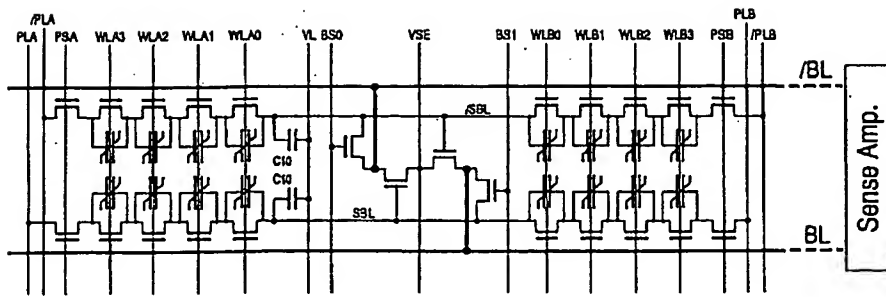 /PLA
PLB
PLA PSA WLA3 WLA2 WLA1 WLA0 VL BS0 VSE BS1 WLB0 WLB1 WLB2 WLB3 PSB /PLB
/BL
/SBL
C10
C10
SBL
BL
Sense Amp.